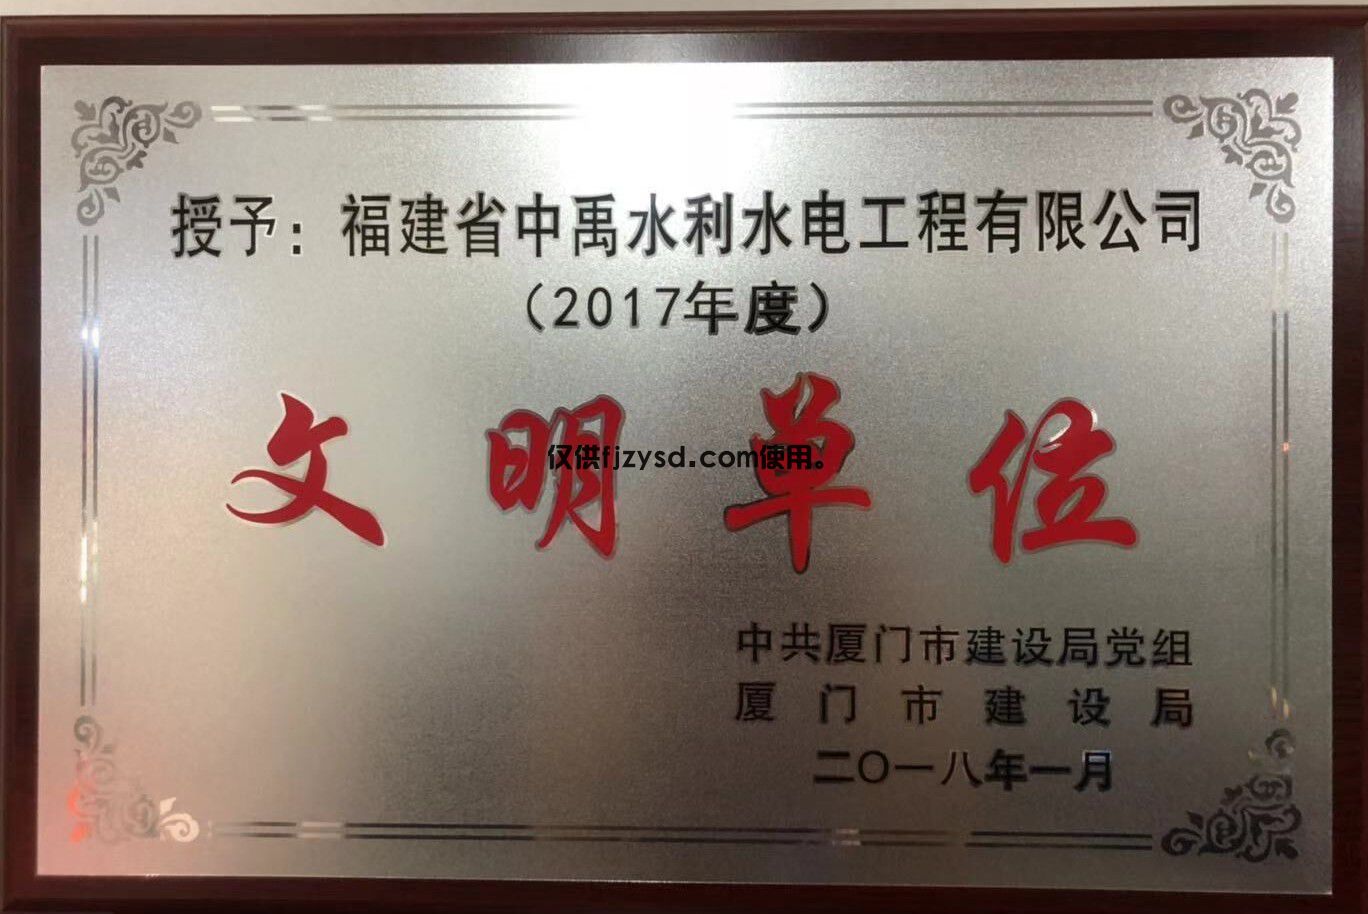 授予：福建省中禹水利水电工程有限公司
（2017年度）
文明单位
仅供fjzysd.com使用。
中共厦门市建设局党组
厦门市建设局
二〇一八年一月